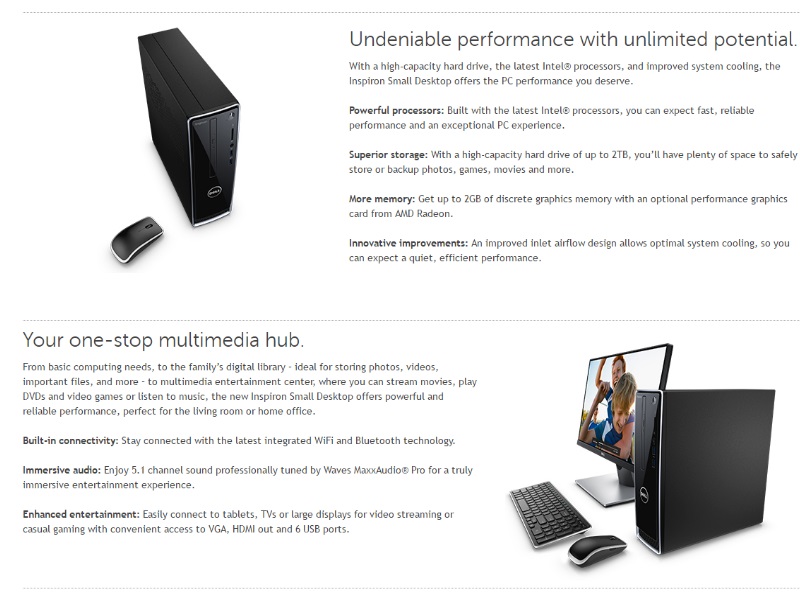 Undeniable performance with unlimited potential.
With a high-capacity hard drive, the latest Intel® processors, and improved system cooling, the
Inspiron Small Desktop offers the PC performance you deserve.
Powerful processors: Built with the latest Intel® processors, you can expect fast, reliable
performance and an exceptional PC experience.
Superior storage: With a high-capacity hard drive of up to 2TB, you'll have plenty of space to safely
store or backup photos, games, movies and more.
More memory: Get up to 2GB of discrete graphics memory with an optional performance graphics
card from AMD Radeon.
Innovative improvements: An improved inlet airflow design allows optimal system cooling, so you
can expect a quiet, efficient performance.
DELL
Your one-stop multimedia hub.
From basic computing needs, to the family's digital library - ideal for storing photos, videos,
important files, and more - to multimedia entertainment center, where you can stream movies, play
DVDs and video games or listen to music, the new Inspiron Small Desktop offers powerful and
reliable performance, perfect for the living room or home office.
Built-in connectivity: Stay connected with the latest integrated WiFi and Bluetooth technology.
Immersive audio: Enjoy 5.1 channel sound professionally tuned by Waves MaxxAudio® Pro for a truly
immersive entertainment experience.
Enhanced entertainment: Easily connect to tablets, TVs or large displays for video streaming or
casual gaming with convenient access to VGA, HDMI out and 6 USB ports.
DELL